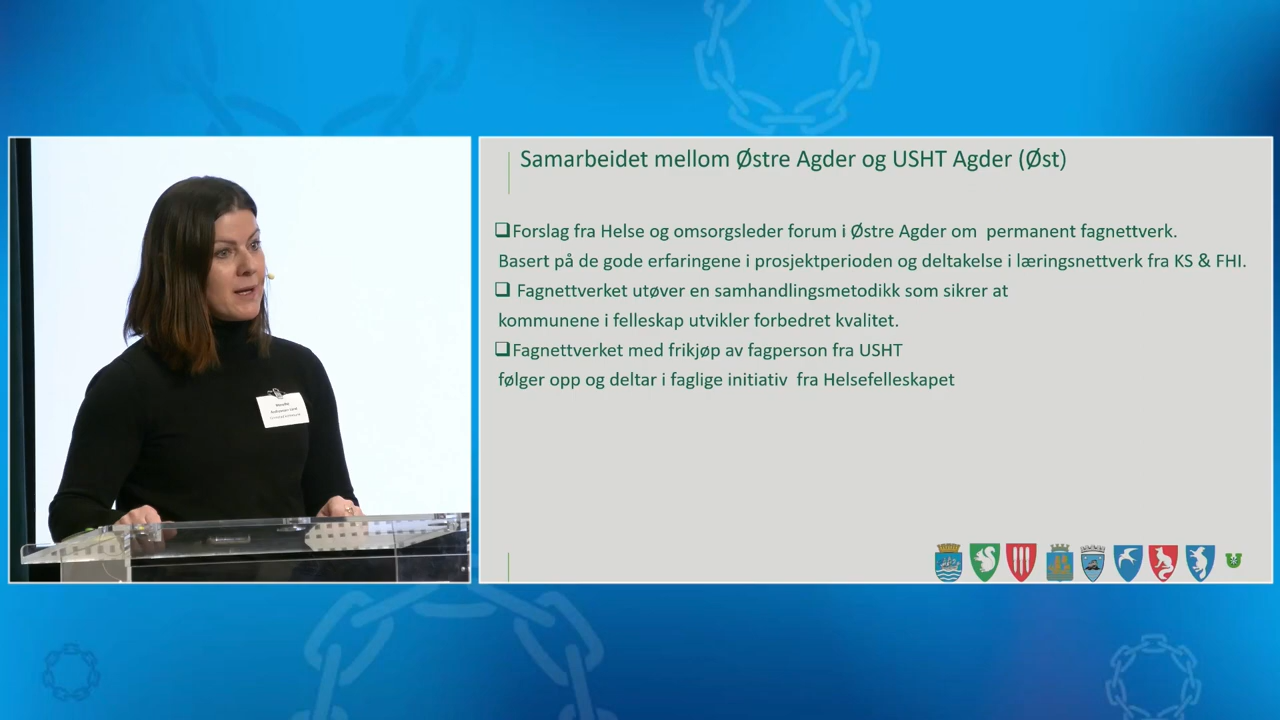 Samarbeidet mellom Østre Agder og USHT Agder (Øst)
❑Forslag fra Helse og omsorgsleder forum i Østre Agder om permanent fagnettverk.
Basert på de gode erfaringene i prosjektperioden og deltakelse i læringsnettverk fra KS & FHI.
❑ Fagnettverket utøver en samhandlingsmetodikk som sikrer at
kommunene i felleskap utvikler forbedret kvalitet.
❑Fagnettverket med frikjøp av fagperson fra USHT
følger opp og deltar i faglige initiativ fra Helsefelleskapet